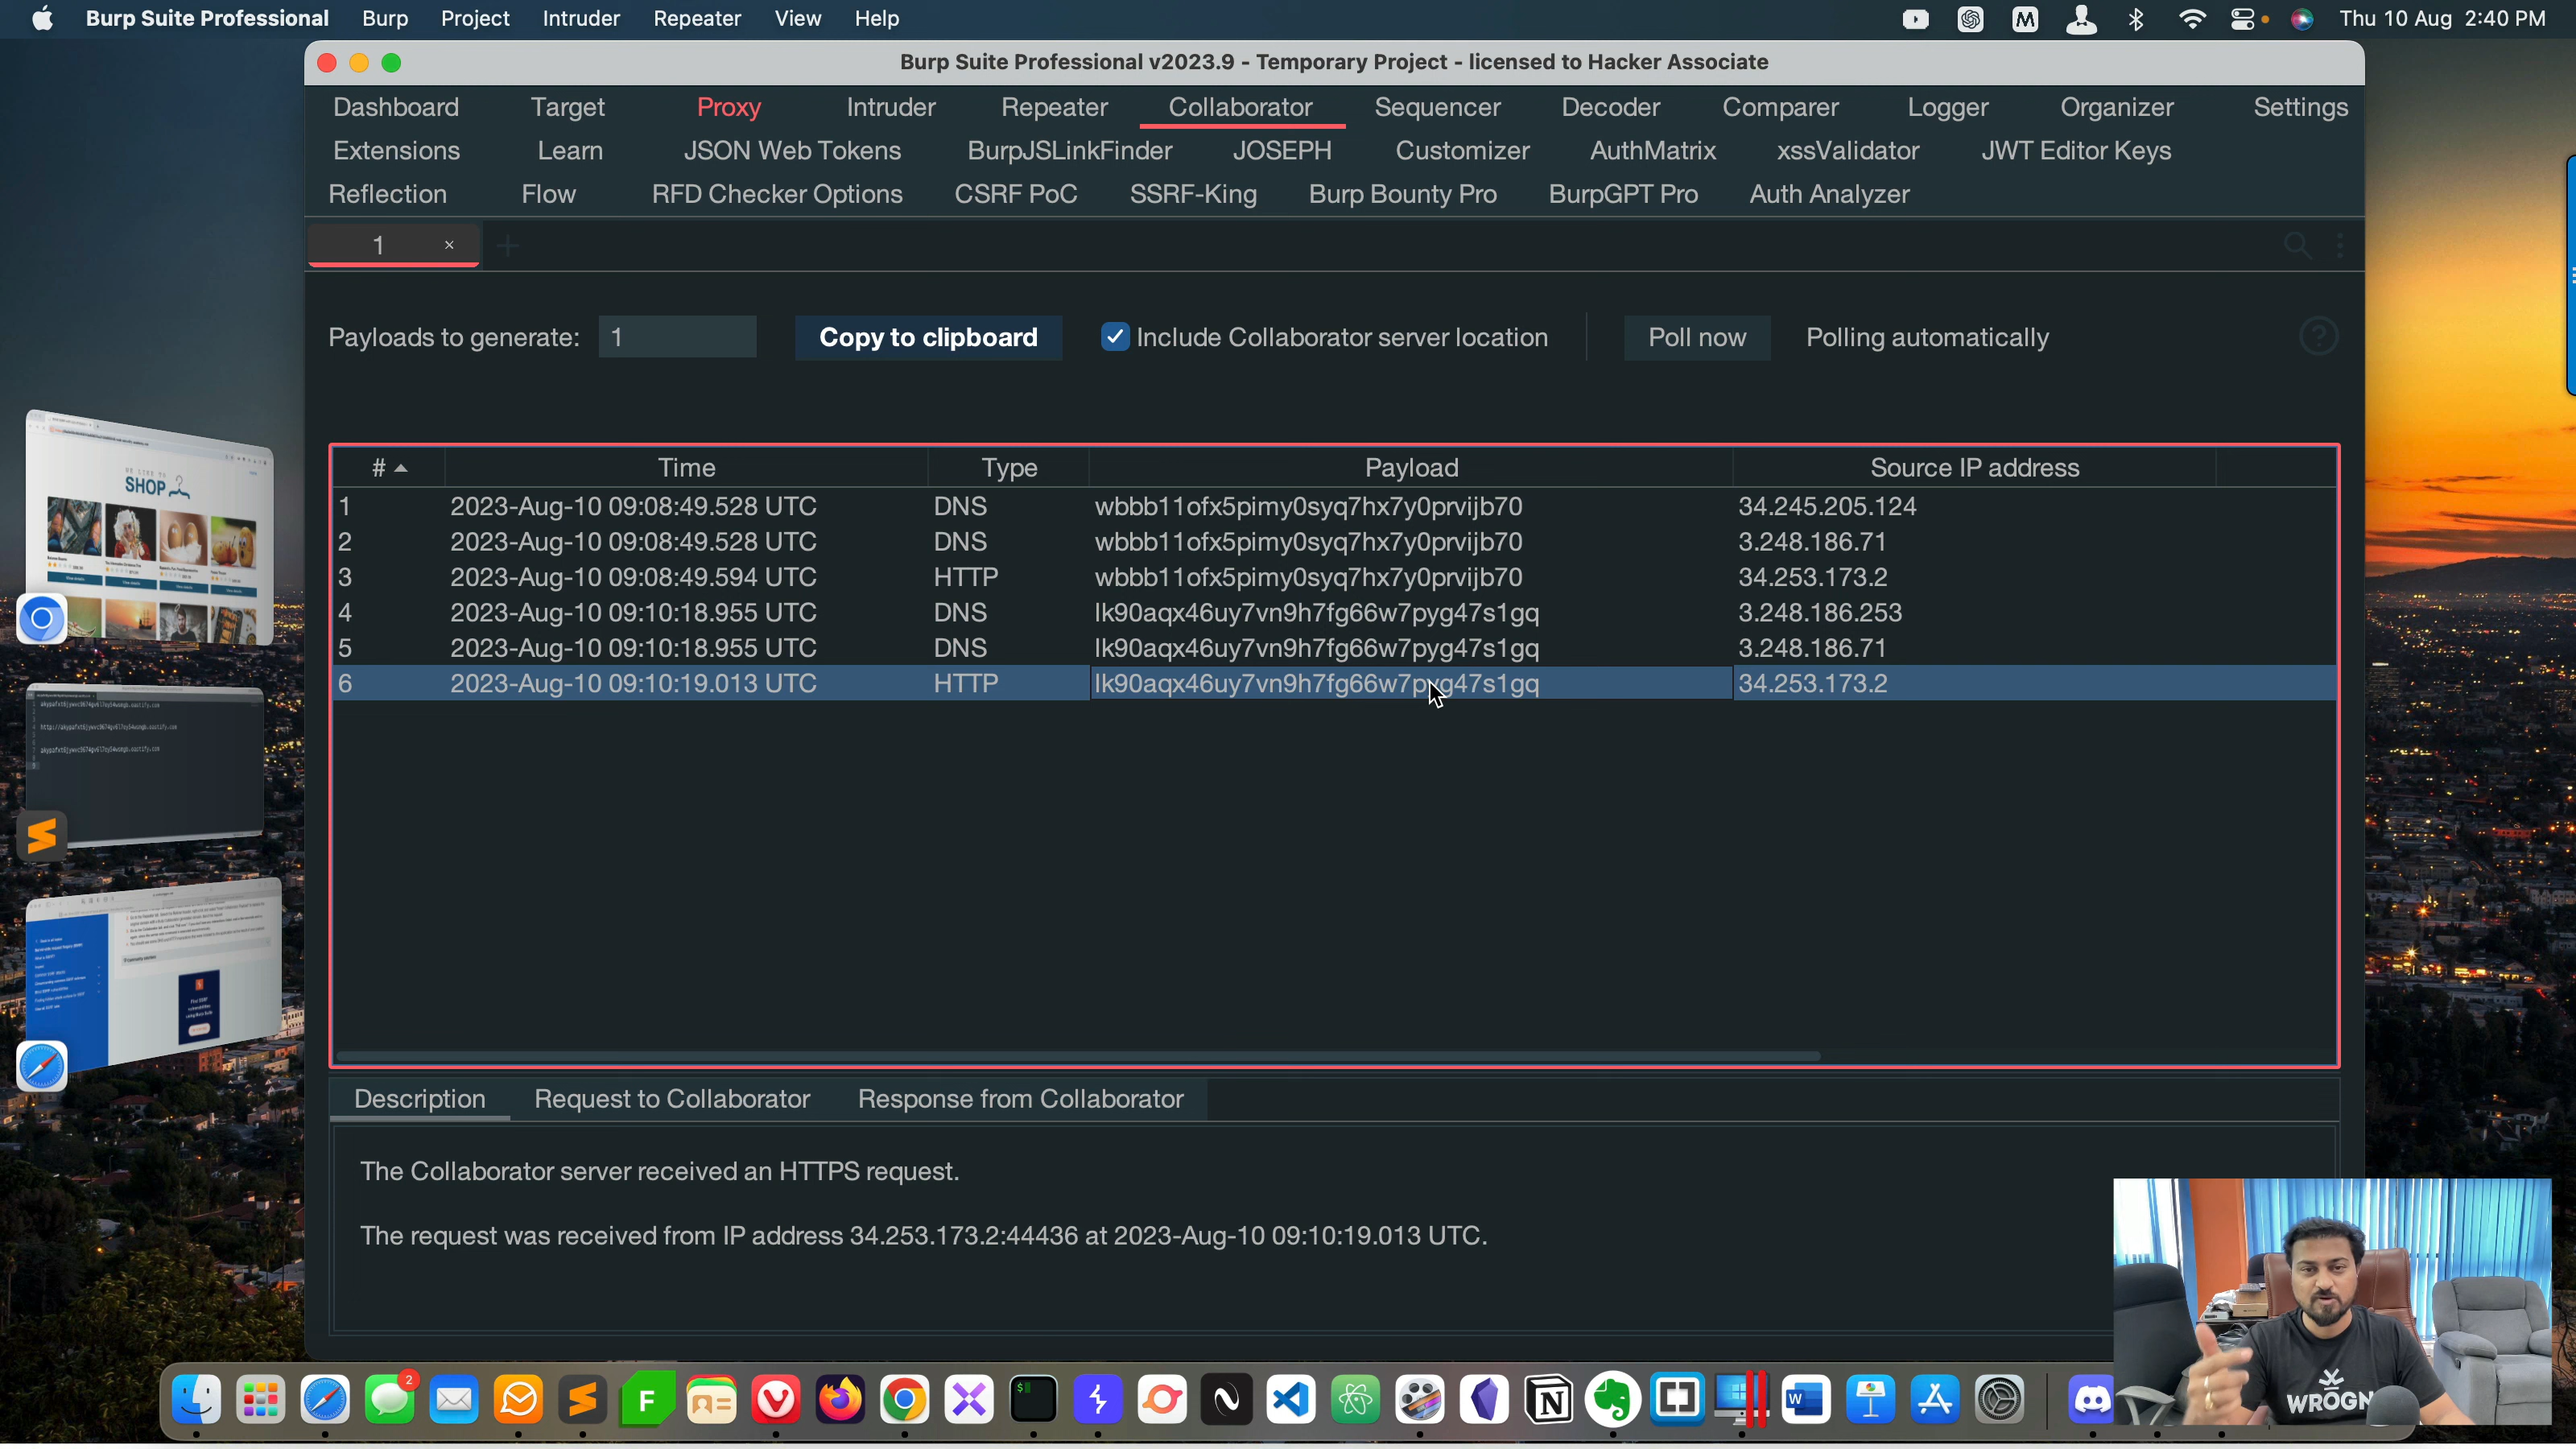 Burp Suite Professional Burp Project Intruder Repeater View Help Thu 10 Aug 2:40 PM
Burp Suite Professional v2023.9 - Temporary Project - licensed to Hacker Associate
Dashboard Target Proxy Intruder Repeater Collaborator Sequencer Decoder Comparer Logger Organizer Settings
Extensions Learn JSON Web Tokens BurpJSLinkFinder JOSEPH Customizer AuthMatrix xssValidator JWT Editor Keys
Reflection Flow RFD Checker Options CSRF PoC SSRF-King Burp Bounty Pro BurpGPT Pro Auth Analyzer
1 × +
Payloads to generate: 1 Copy to clipboard Include Collaborator server location Poll now Polling automatically ?
# Time Type Payload Source IP address
1 2023-Aug-10 09:08:49.528 UTC DNS wbbb11ofx5pimy0syq7hx7y0prvijb70 34.245.205.124
2 2023-Aug-10 09:08:49.528 UTC DNS wbbb11ofx5pimy0syq7hx7y0prvijb70 3.248.186.71
3 2023-Aug-10 09:08:49.594 UTC HTTP wbbb11ofx5pimy0syq7hx7y0prvijb70 34.253.173.2
4 2023-Aug-10 09:10:18.955 UTC DNS lk90aqx46uy7vn9h7fg66w7pyg47s1gq 3.248.186.253
5 2023-Aug-10 09:10:18.955 UTC DNS lk90aqx46uy7vn9h7fg66w7pyg47s1gq 3.248.186.71
6 2023-Aug-10 09:10:19.013 UTC HTTP lk90aqx46uy7vn9h7fg66w7pyg47s1gq 34.253.173.2
WE LIKE TO
SHOP
Description Request to Collaborator Response from Collaborator
The Collaborator server received an HTTPS request.
The request was received from IP address 34.253.173.2:44436 at 2023-Aug-10 09:10:19.013 UTC.
WROGN
2